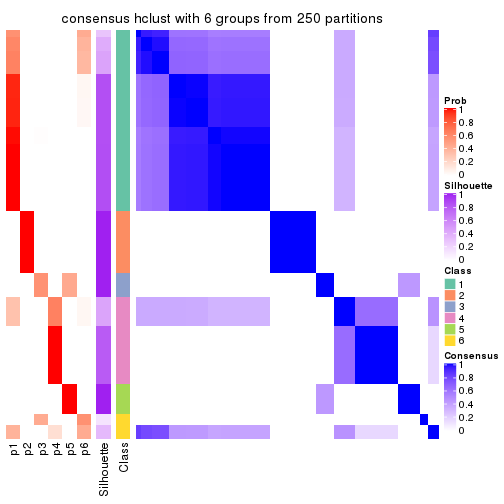 consensus hclust with 6 groups from 250 partitions
Prob
1
0.8
0.6
0.4
0.2
0
Silhouette
1
0.8
0.6
0.4
0.2
0
Class
1
2
3
4
5
6
Consensus
1
0.8
0.6
0.4
0.2
0
p1
p2
p3
p4
p5
p6
Silhouette
Class